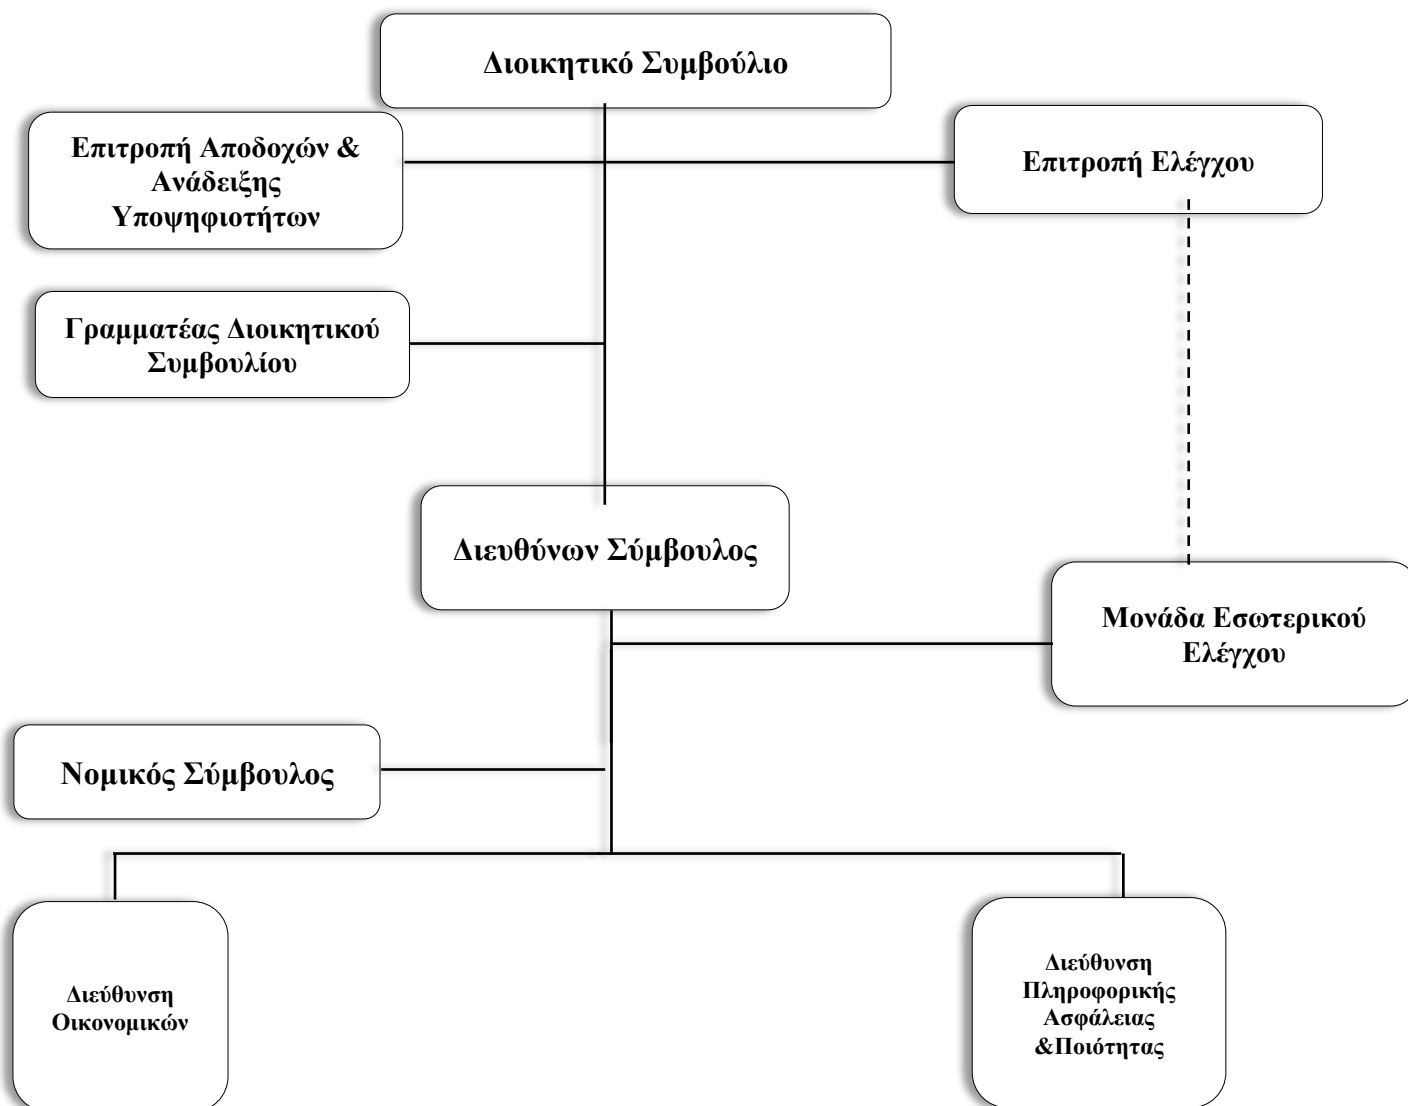 Διοικητικό Συμβούλιο
Επιτροπή Αποδοχών &
Ανάδειξης
Υποψηφιοτήτων
Επιτροπή Ελέγχου
Γραμματέας Διοικητικού
Συμβουλίου
Διευθύνων Σύμβουλος
Μονάδα Εσωτερικού
Ελέγχου
Νομικός Σύμβουλος
Διεύθυνση
Οικονομικών
Διεύθυνση
Πληροφορικής
Ασφάλειας
&Ποιότητας